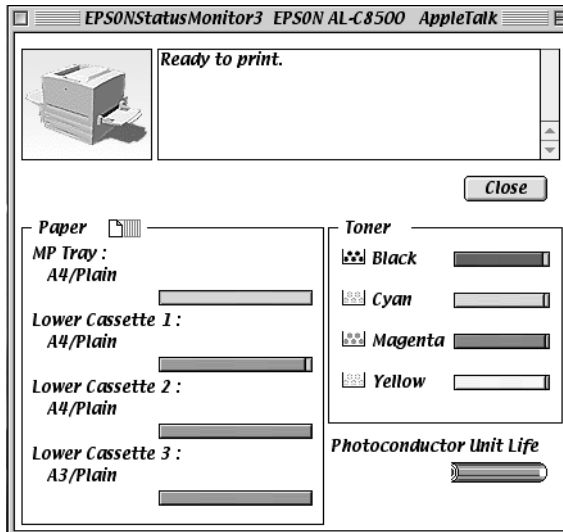 EPSONStatusMonitor3 EPSON AL-C8500 AppleTalk
Ready to print.
Close
Paper
MP Tray :
A4/Plain
Lower Cassette 1 :
A4/Plain
Lower Cassette 2 :
A4/Plain
Lower Cassette 3 :
A3/Plain
Toner
Black
Cyan
Magenta
Yellow
Photoconductor Unit Life